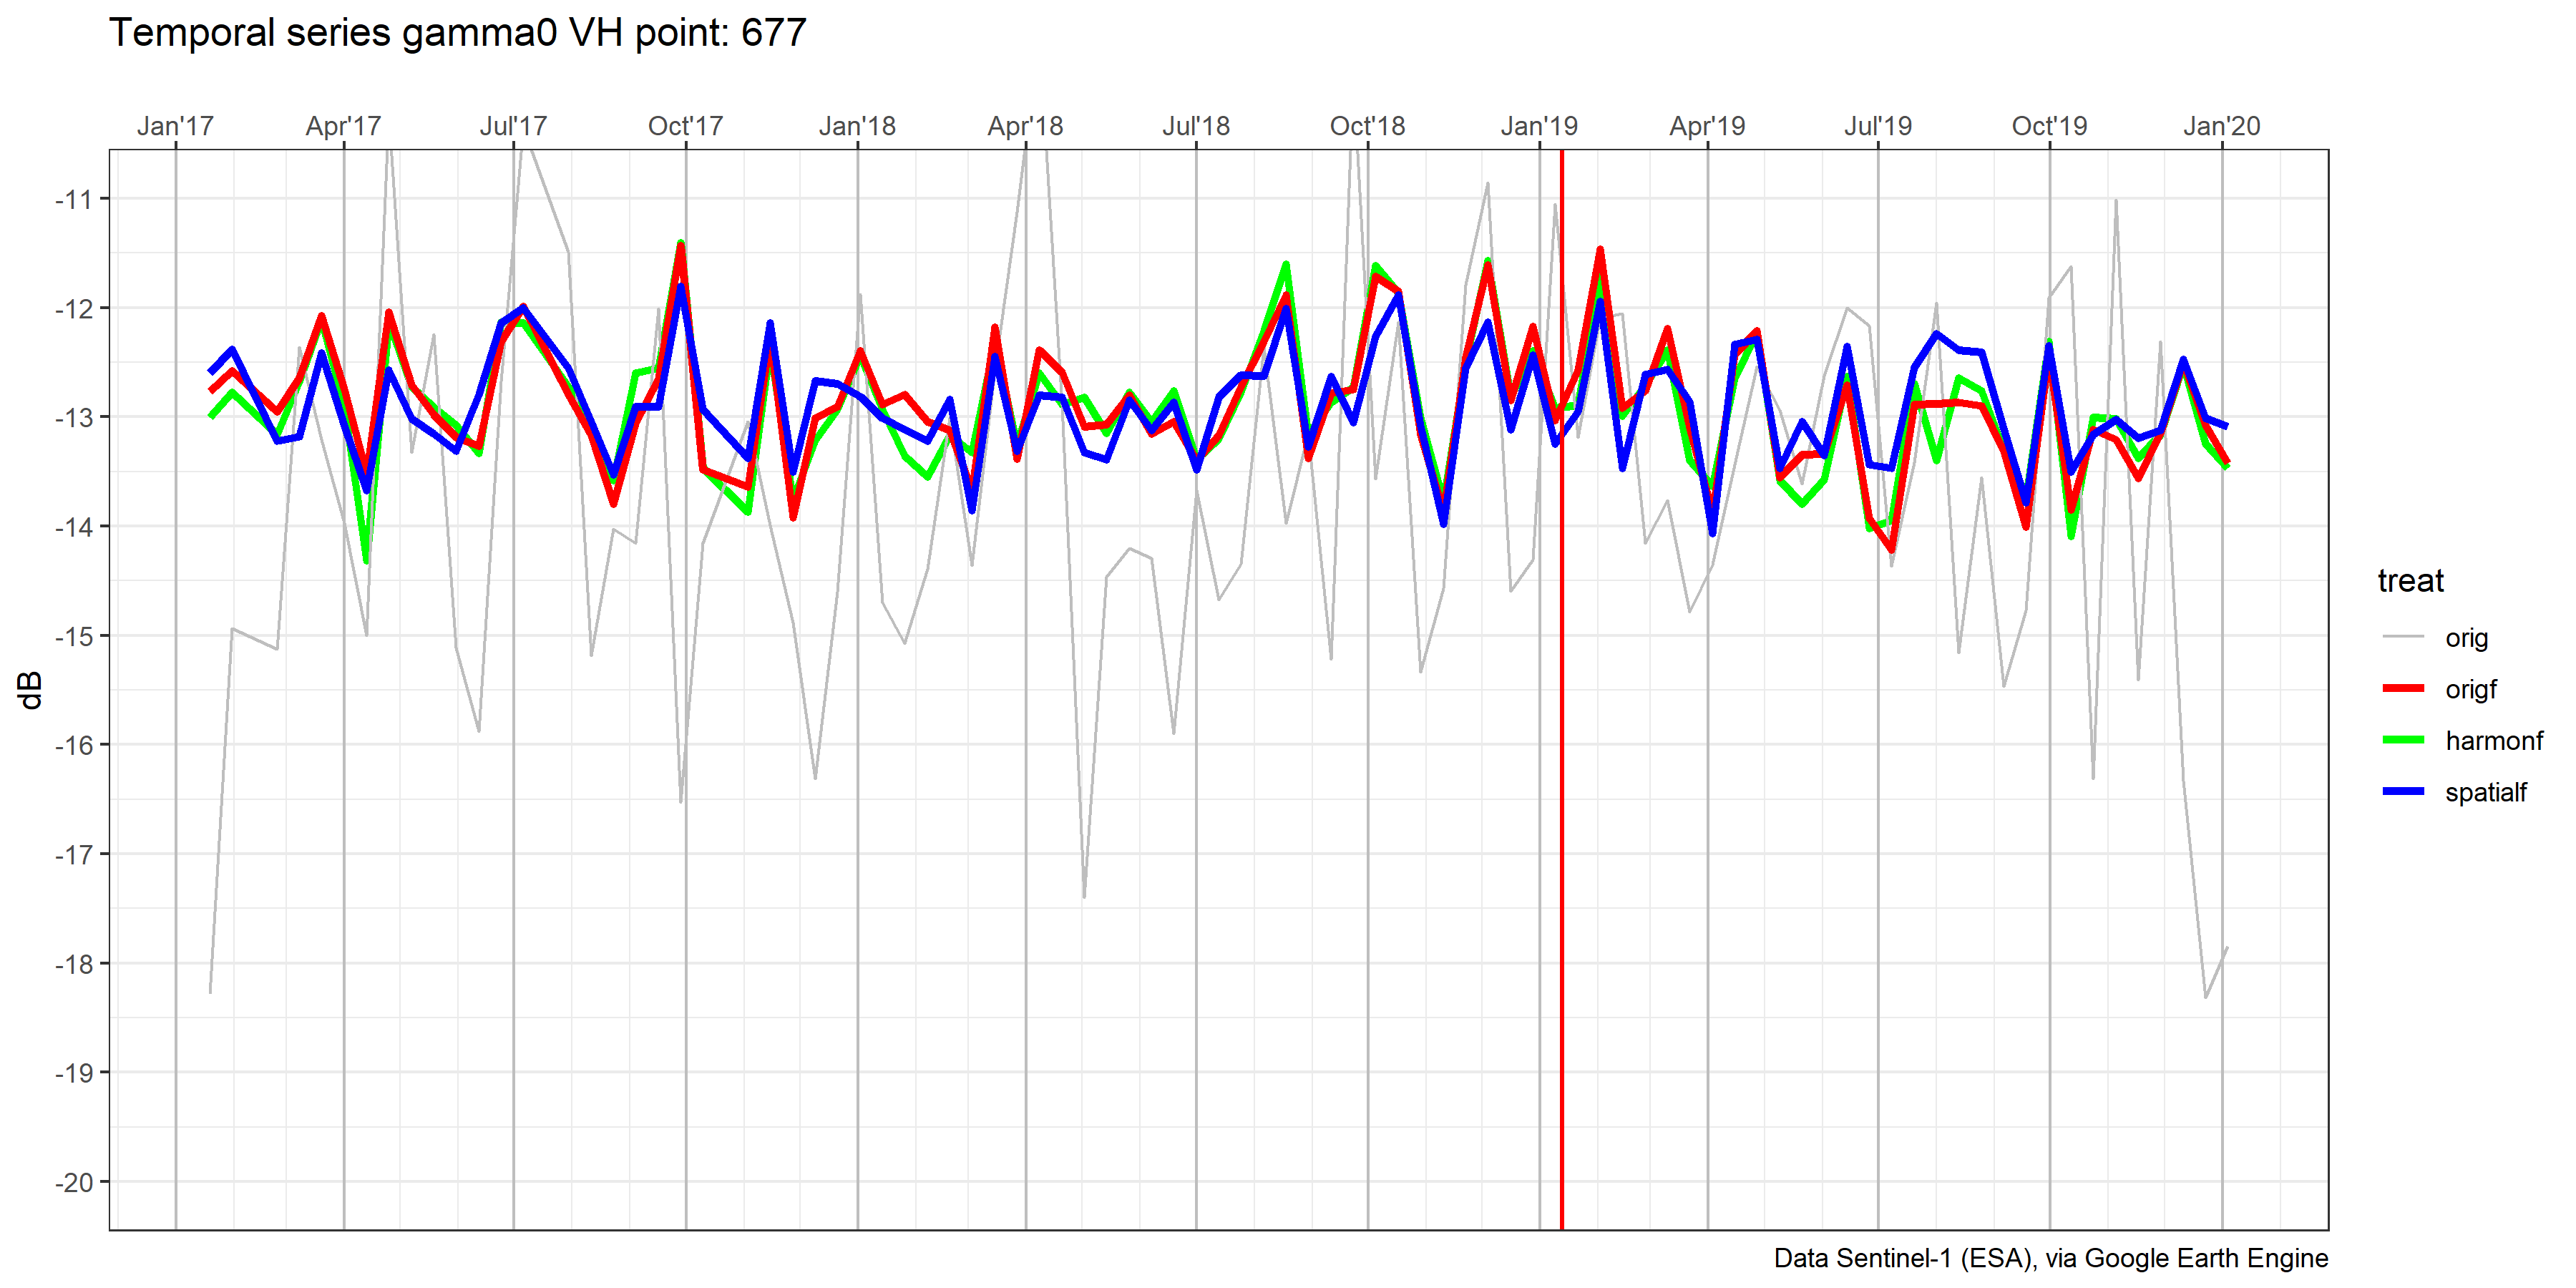 Temporal series gamma0 VH point: 677
Jan'17 Apr'17 Jul'17 Oct'17 Jan'18 Apr'18 Jul'18 Oct'18 Jan'19 Apr'19 Jul'19 Oct'19 Jan'20
-11
-12
-13
-14
-15
-16
-17
-18
-19
-20
dB
treat
orig
origf
harmonf
spatialf
Data Sentinel-1 (ESA), via Google Earth Engine